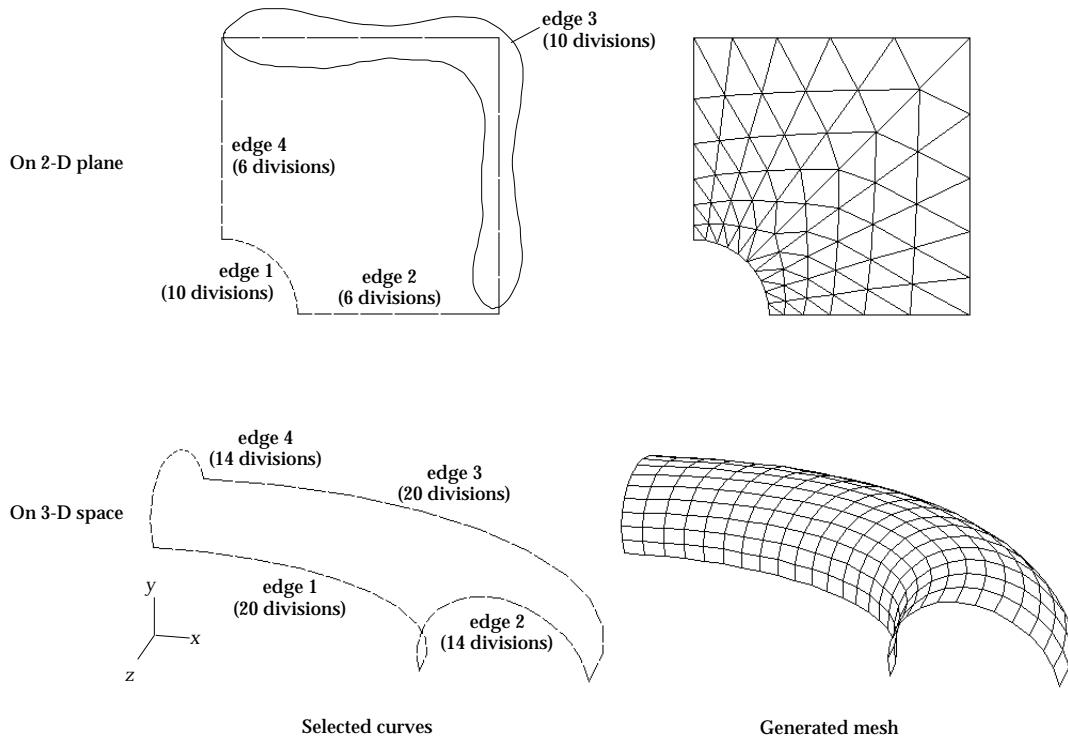 edge 3
(10 divisions)
On 2-D plane
edge 4
(6 divisions)
edge 1
(10 divisions)
edge 2
(6 divisions)
On 3-D space
edge 4
(14 divisions)
edge 3
(20 divisions)
edge 1
(20 divisions)
edge 2
(14 divisions)
y
x
z
Selected curves
Generated mesh